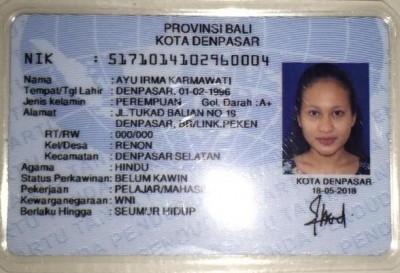 PROVINSI BALI
KOTA DENPASAR
NIK : 5171014102960004
Nama : AYU IRMA KARMAWATI
Tempat/Tgl Lahir : DENPASAR, 01-02-1996
Jenis kelamin : PEREMPUAN Gol. Darah : A+
Alamat : JL.TUKAD BALIAN NO 19
DENPASAR, BR/LINK.PEKEN
RT/RW : 000/000
Kel/Desa : RENON
Kecamatan : DENPASAR SELATAN
Agama : HINDU
Status Perkawinan: BELUM KAWIN
Pekerjaan : PELAJAR/MAHASI
Kewarganegaraan: WNI
Berlaku Hingga : SEUMUR HIDUP
KOTA DENPASAR
18-05-2018